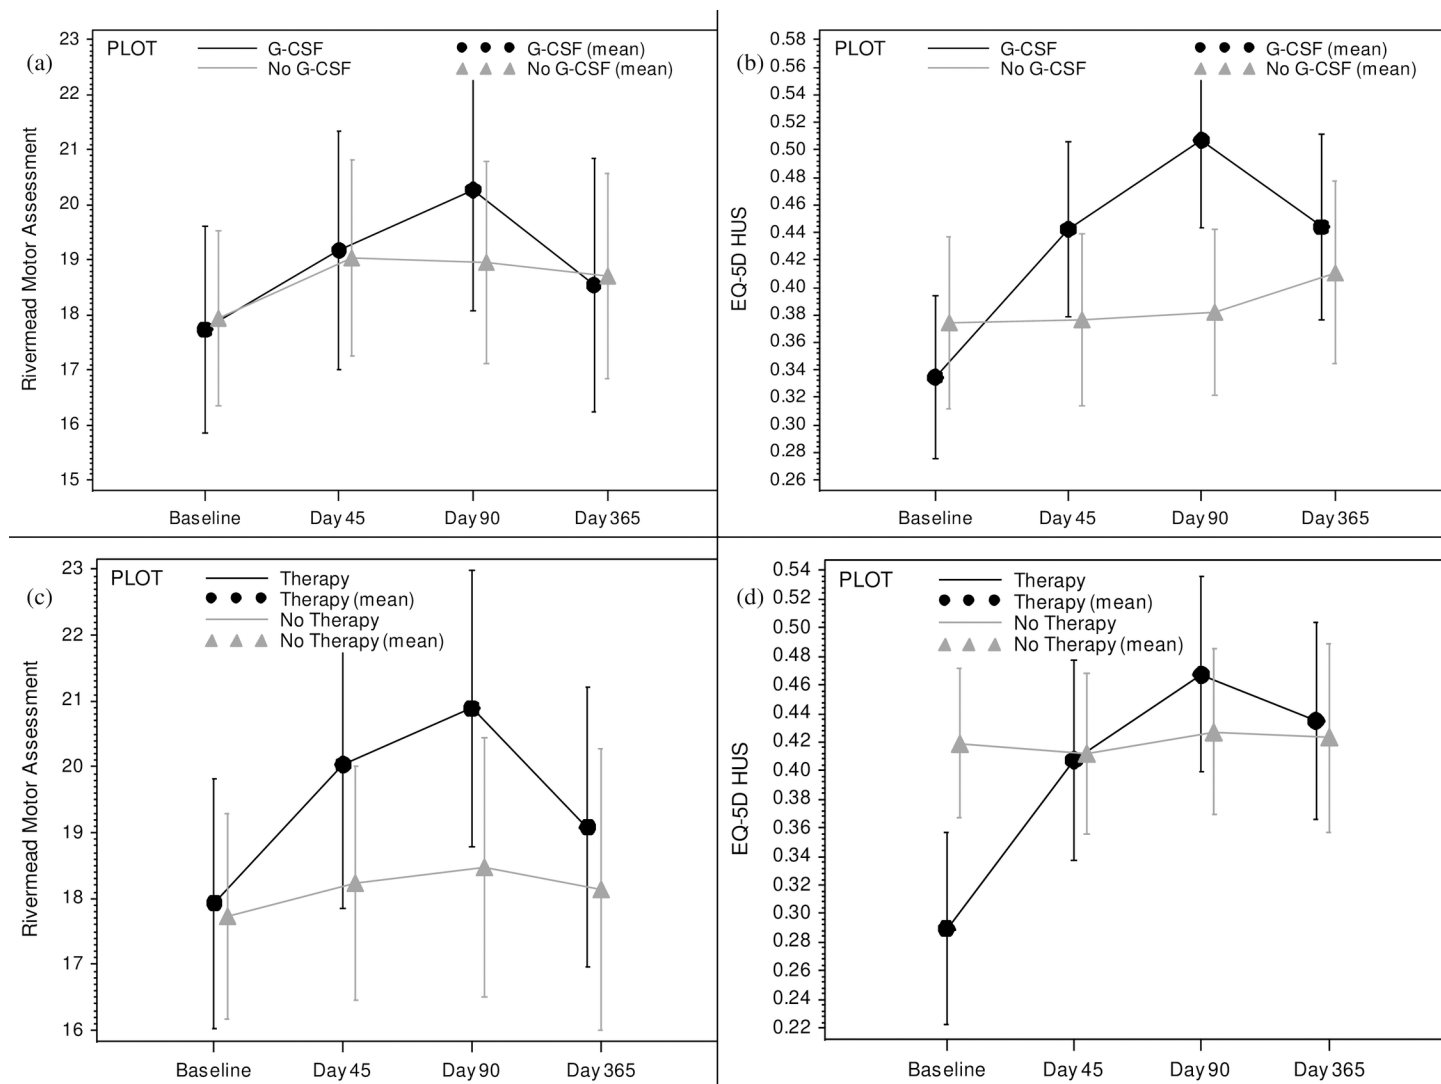 (a)
PLOT
G-CSF
G-CSF (mean)
No G-CSF
No G-CSF (mean)
Rivermead Motor Assessment
23
22
21
20
19
18
17
16
15
Baseline Day 45 Day 90 Day 365
(b)
PLOT
G-CSF
G-CSF (mean)
No G-CSF
No G-CSF (mean)
EQ-5D HUS
0.58
0.56
0.54
0.52
0.50
0.48
0.46
0.44
0.42
0.40
0.38
0.36
0.34
0.32
0.30
0.28
0.26
Baseline Day 45 Day 90 Day 365
(c)
PLOT
Therapy
Therapy (mean)
No Therapy
No Therapy (mean)
Rivermead Motor Assessment
23
22
21
20
19
18
17
16
Baseline Day 45 Day 90 Day 365
(d)
PLOT
Therapy
Therapy (mean)
No Therapy
No Therapy (mean)
EQ-5D HUS
0.54
0.52
0.50
0.48
0.46
0.44
0.42
0.40
0.38
0.36
0.34
0.32
0.30
0.28
0.26
0.24
0.22
Baseline Day 45 Day 90 Day 365